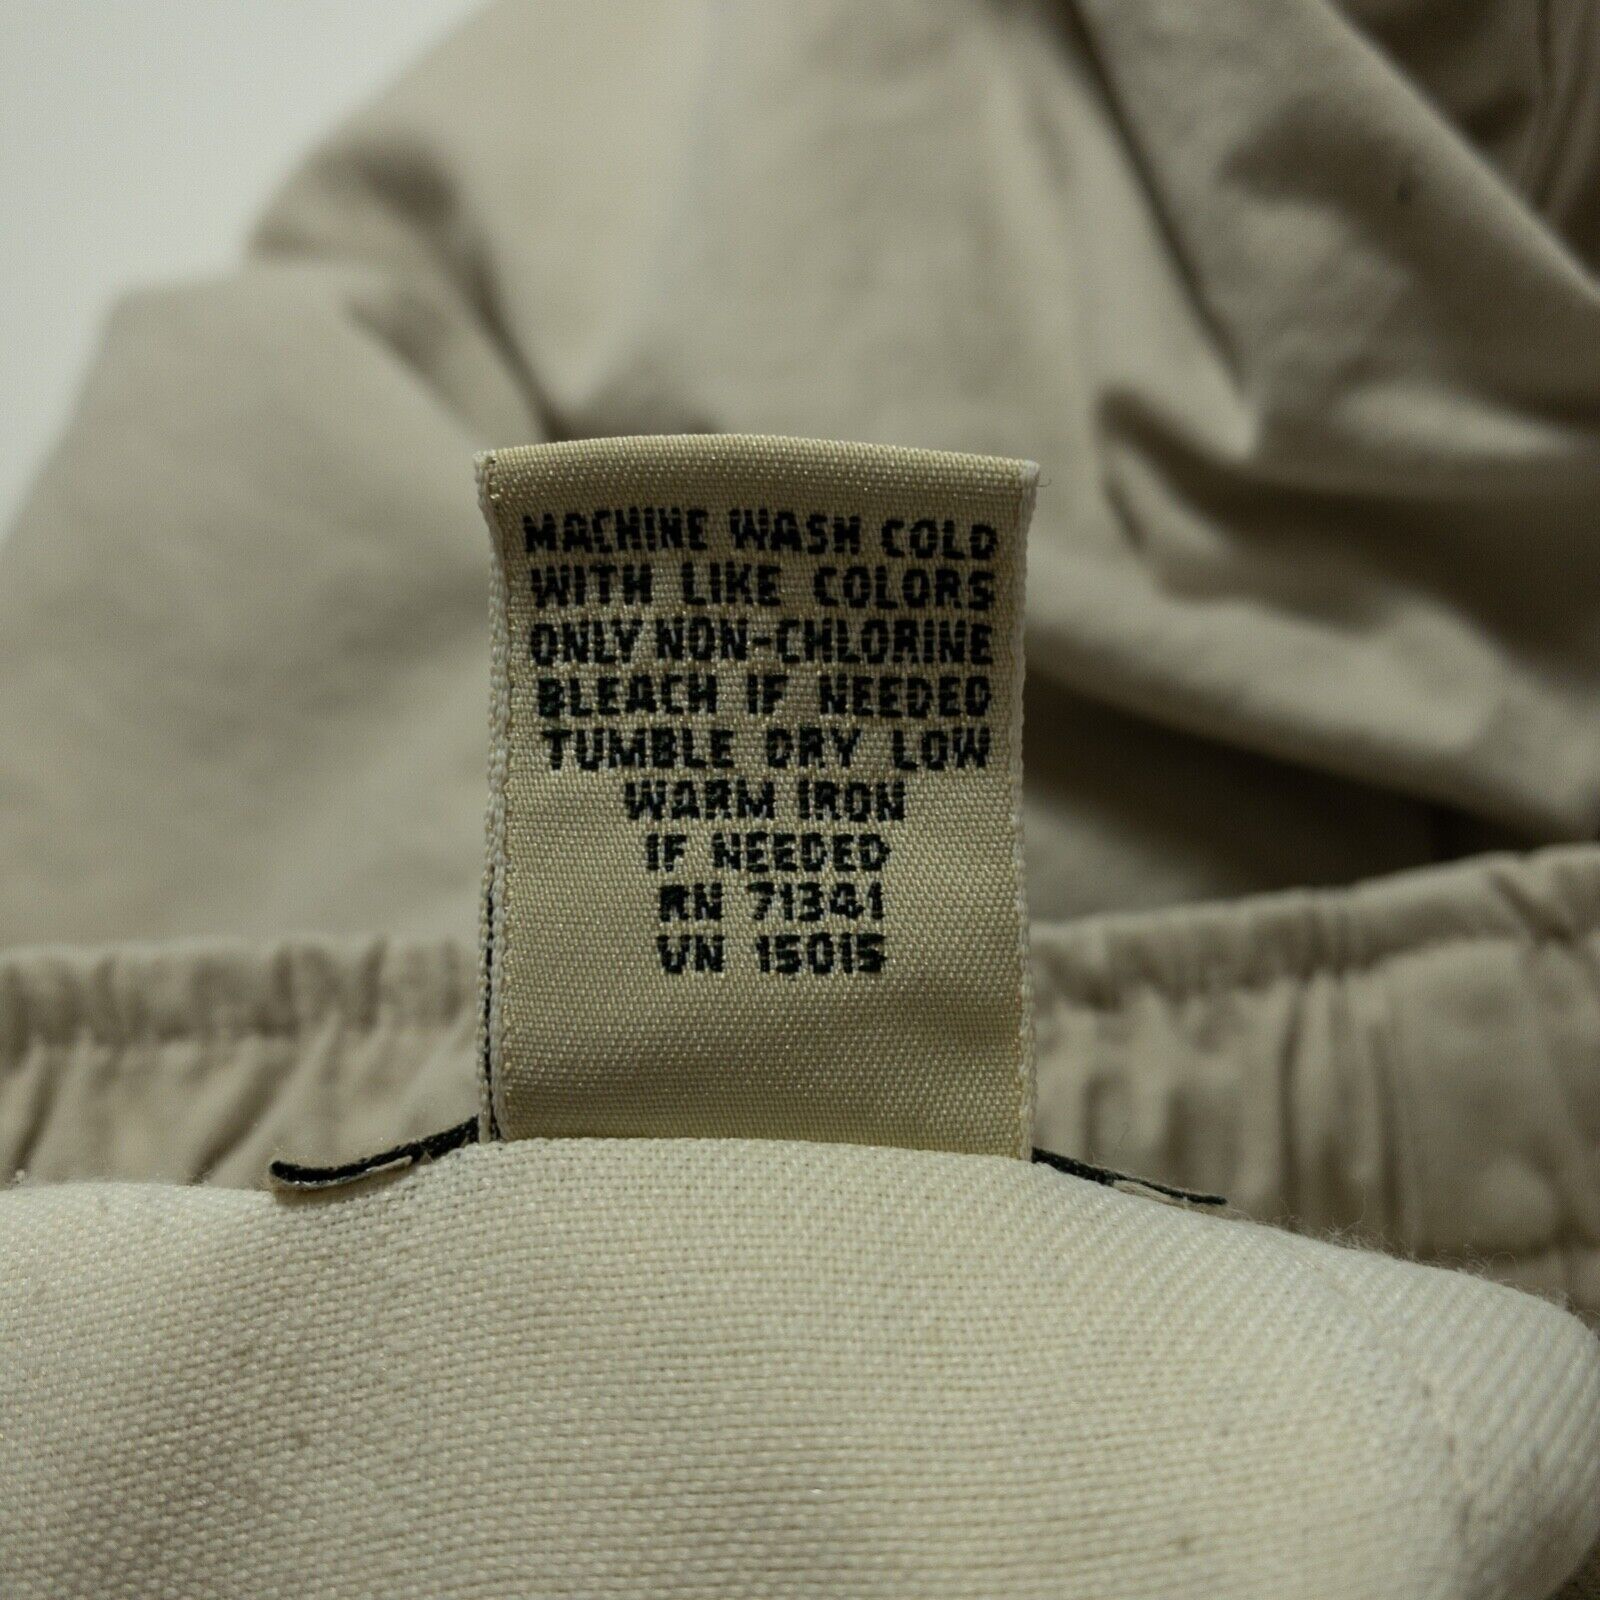 MACHINE WASH COLD
WITH LIKE COLORS
ONLY NON-CHLORINE
BLEACH IF NEEDED
TUMBLE DRY LOW
WARM IRON
IF NEEDED
RN 71341
VN 15015